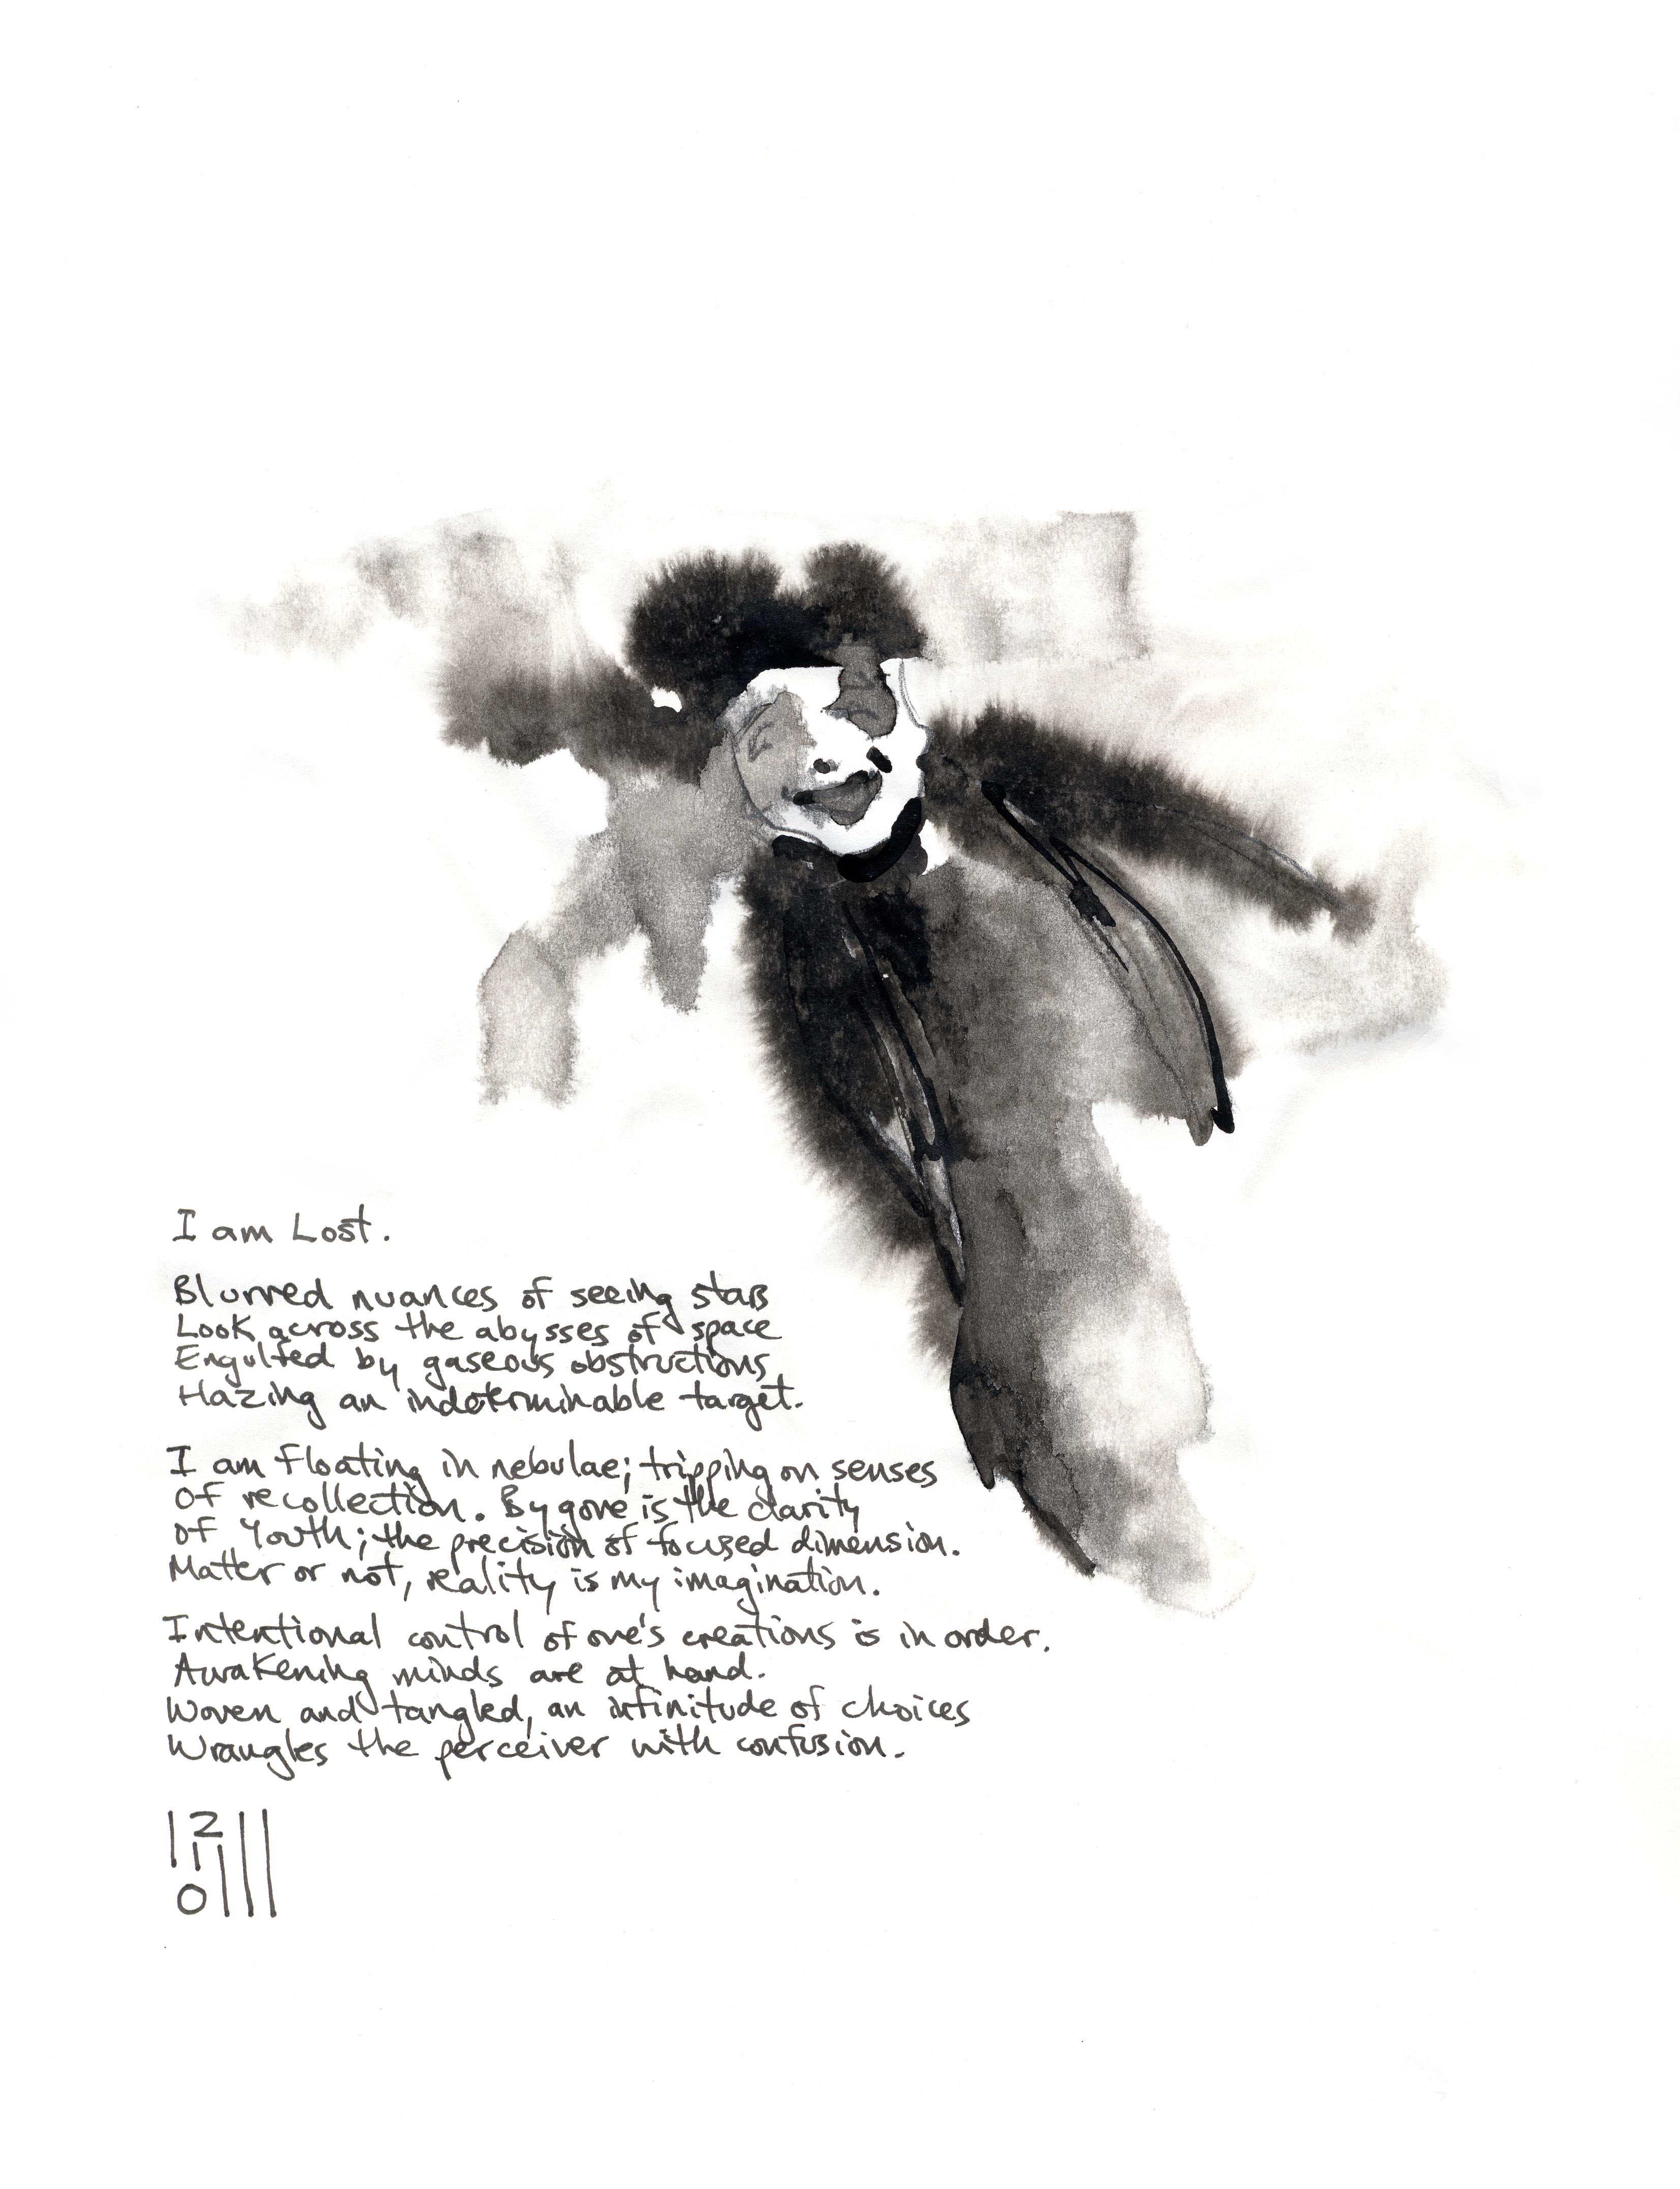 I am Lost.
Blurred nuances of seeing stars
Look across the abysses of space
Engulfed by gaseous obstructions
Hazing an indeterminable target.
I am floating in nebulae; tripping on senses
Of recollection. Bygone is the clarity
Of Youth; the precision of focused dimension.
Matter or not, reality is my imagination.
Intentional control of one's creations is in order.
Awakening minds are at hand.
Woven and tangled, an infinitude of choices
Wrangles the perceiver with confusion.